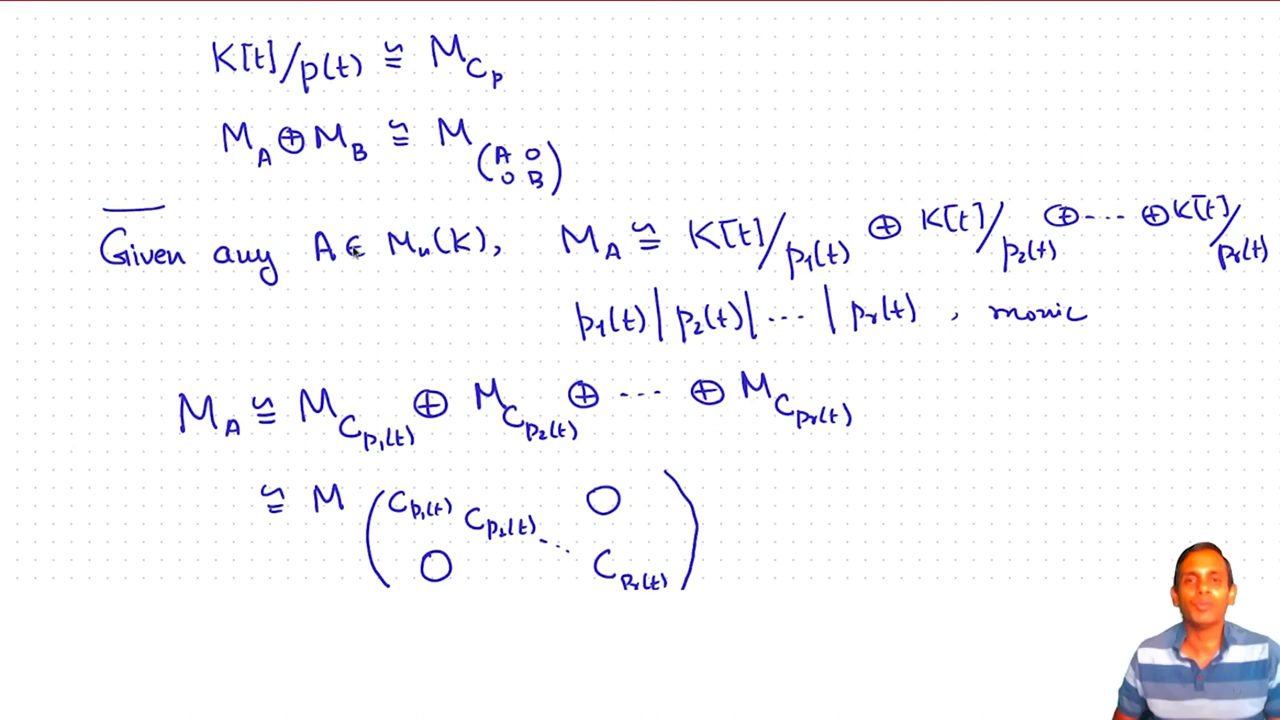 K[t]/p(t) ≅ M_{C_p}
M_A ⊕ M_B ≅ M_{(A 0 / 0 B)}
Given any A ∈ M_n(K), M_A ≅ K[t]/p_1(t) ⊕ K[t]/p_2(t) ⊕ ··· ⊕ K[t]/p_r(t)
p_1(t) | p_2(t) | ··· | p_r(t) , monic
M_A ≅ M_{C_{p_1(t)}} ⊕ M_{C_{p_2(t)}} ⊕ ··· ⊕ M_{C_{p_r(t)}}
≅ M ( C_{p_1(t)} C_{p_2(t)} 0
0 ··· C_{p_r(t)} )